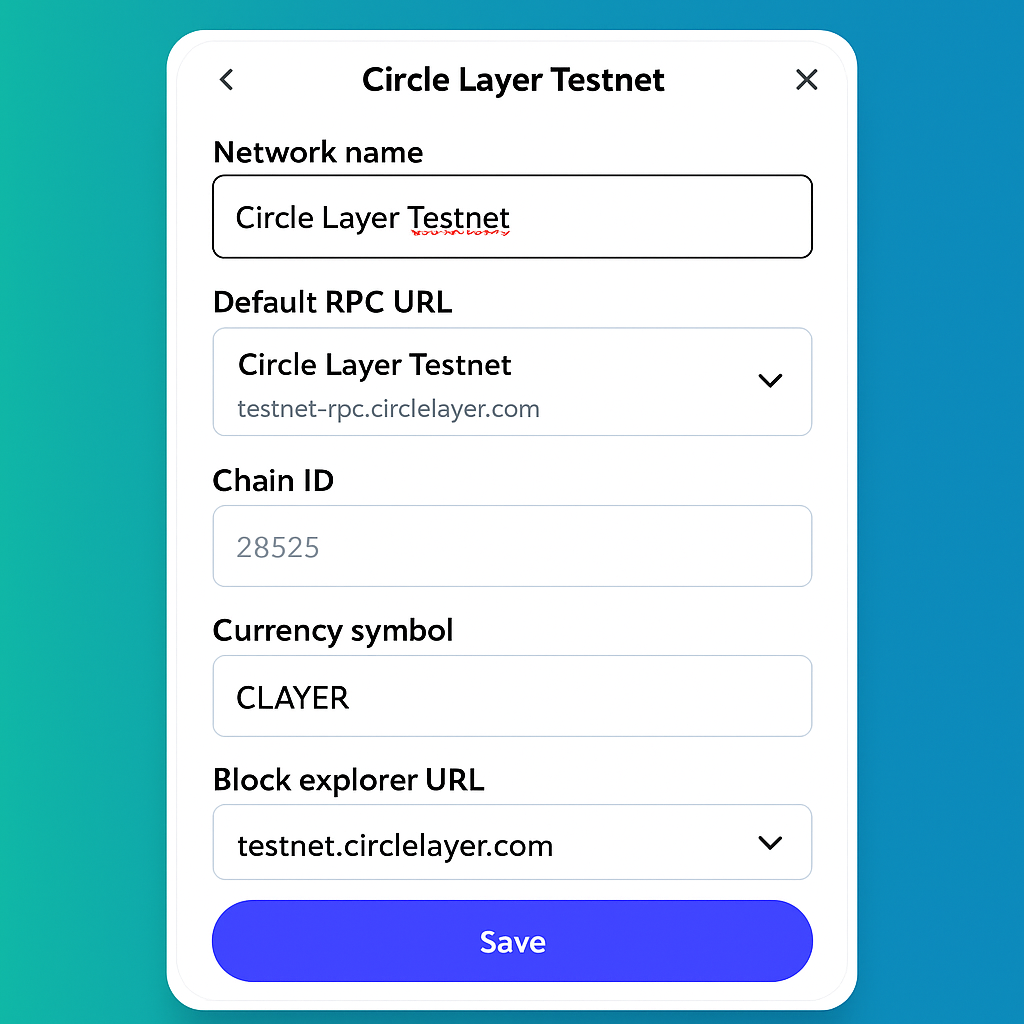 Circle Layer Testnet
Network name
Circle Layer Testnet
Default RPC URL
Circle Layer Testnet
testnet-rpc.circlelayer.com
Chain ID
28525
Currency symbol
CLAYER
Block explorer URL
testnet.circlelayer.com
Save